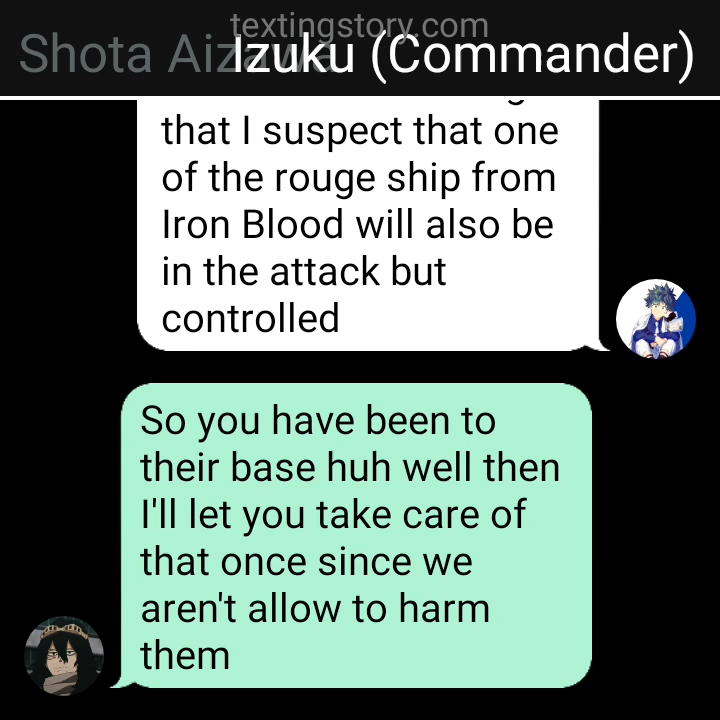 textingstory.com
Shota Aizawa
Izuku (Commander)
that I suspect that one
of the rouge ship from
Iron Blood will also be
in the attack but
controlled
So you have been to
their base huh well then
I'll let you take care of
that once since we
aren't allow to harm
them